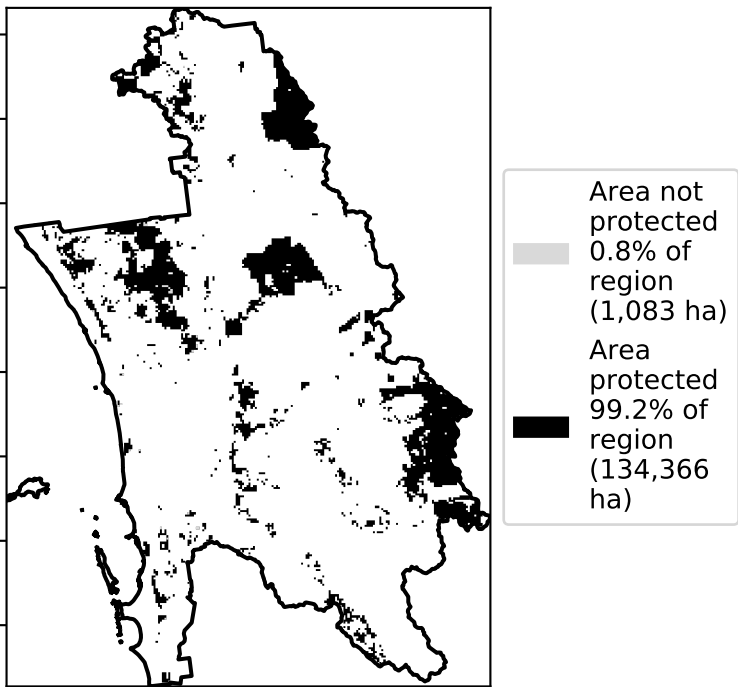 Area not
protected
0.8% of
region
(1,083 ha)
Area
protected
99.2% of
region
(134,366
ha)